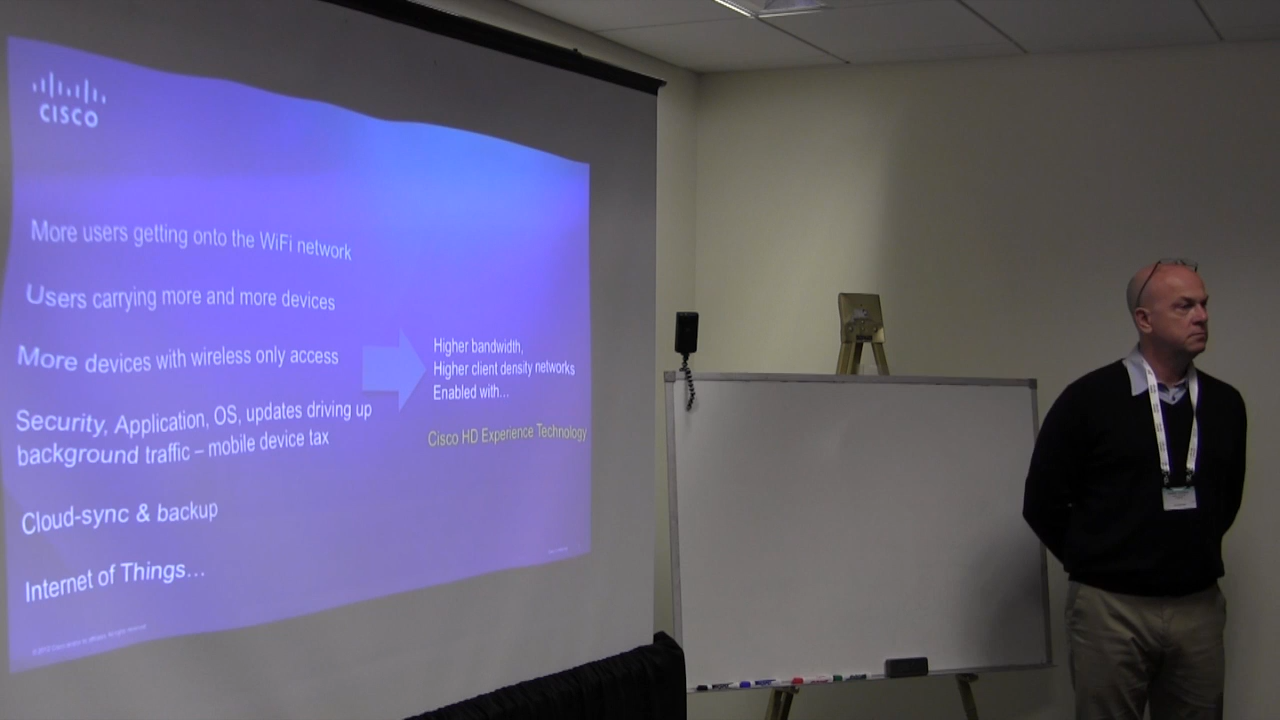 CISCO
More users getting onto the WiFi network
Users carrying more and more devices
More devices with wireless only access
Security, Application, OS, updates driving up
background traffic – mobile device tax
Cloud-sync & backup
Internet of Things…
Higher bandwidth,
Higher client density networks
Enabled with…
Cisco HD Experience Technology